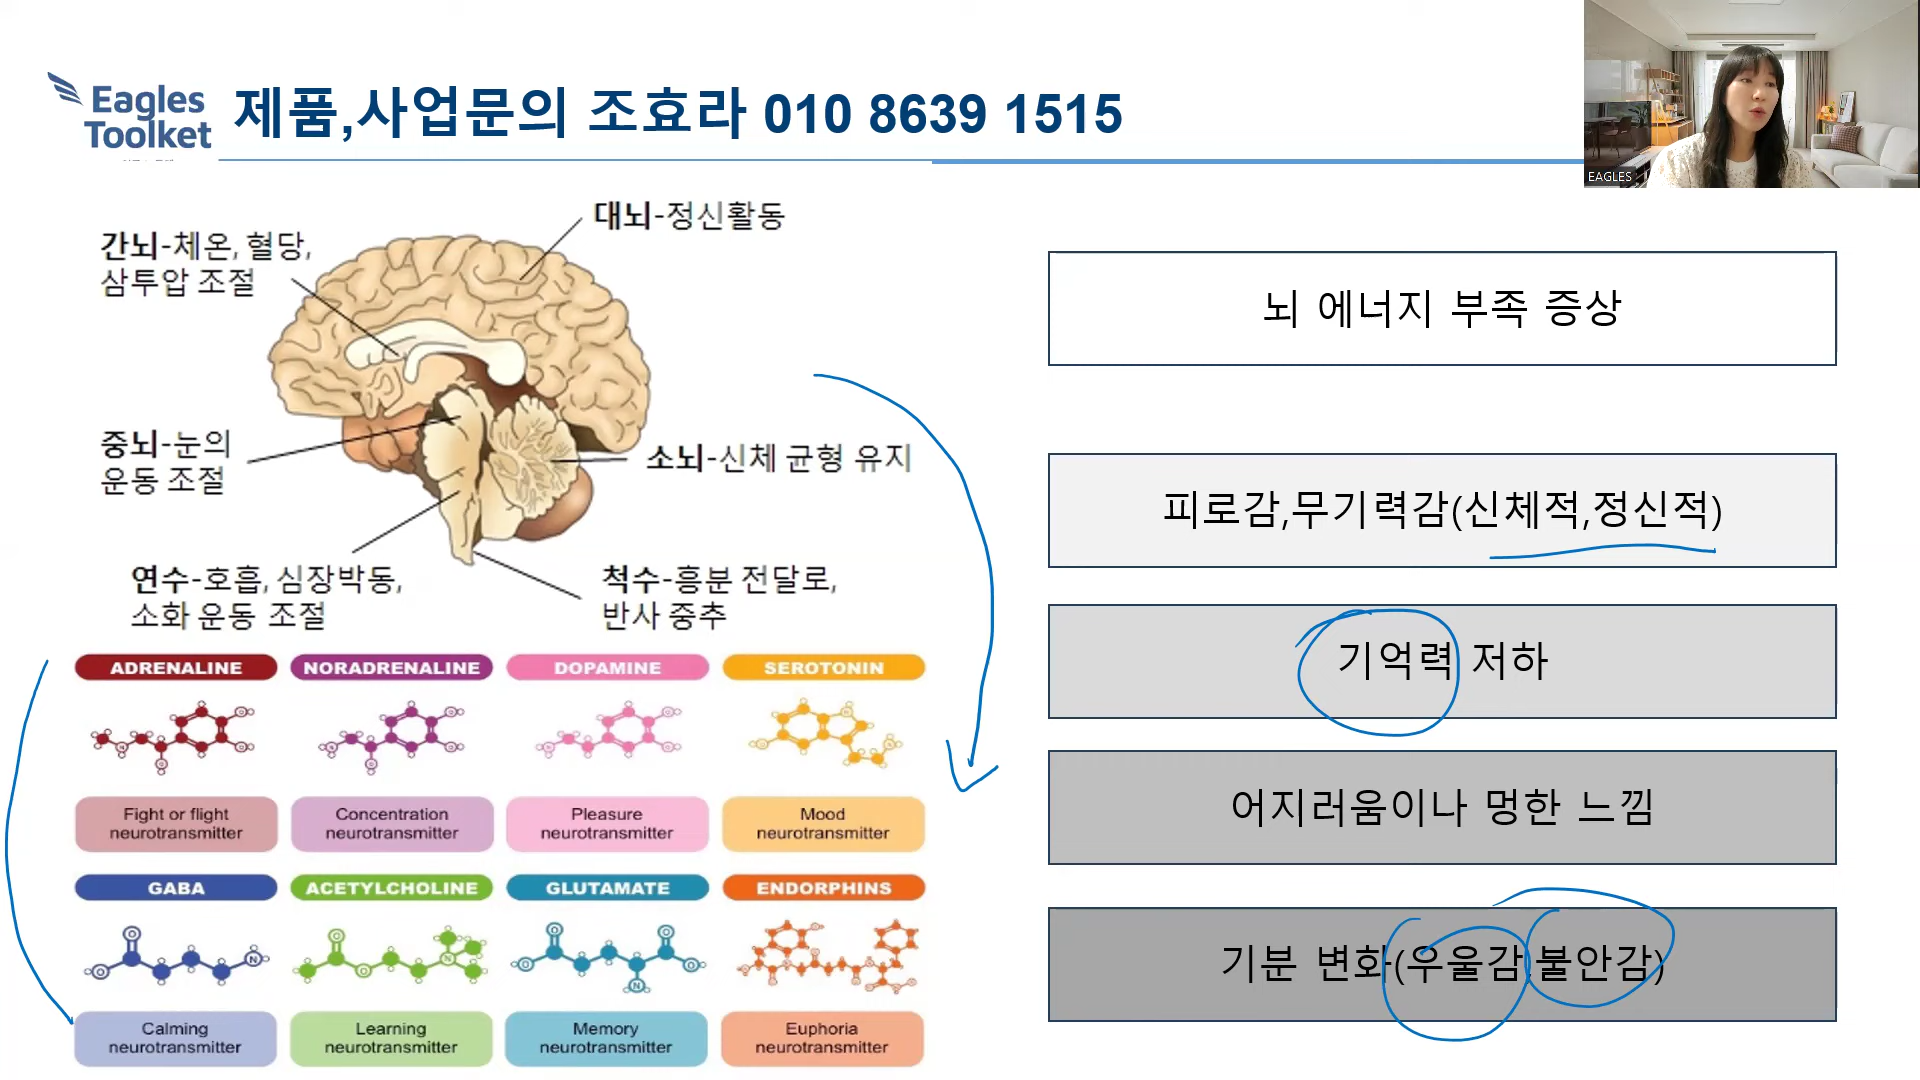 Eagles
Toolket
제품,사업문의 조효라 010 8639 1515
EAGLES
대뇌-정신활동
간뇌-체온, 혈당,
삼투압 조절
중뇌-눈의
운동 조절
소뇌-신체 균형 유지
연수-호흡, 심장박동,
소화 운동 조절
척수-흥분 전달로,
반사 중추
ADRENALINE
NORADRENALINE
DOPAMINE
SEROTONIN
Fight or flight
neurotransmitter
Concentration
neurotransmitter
Pleasure
neurotransmitter
Mood
neurotransmitter
GABA
ACETYLCHOLINE
GLUTAMATE
ENDORPHINS
Calming
neurotransmitter
Learning
neurotransmitter
Memory
neurotransmitter
Euphoria
neurotransmitter
뇌 에너지 부족 증상
피로감,무기력감(신체적,정신적)
기억력 저하
어지러움이나 멍한 느낌
기분 변화(우울감,불안감)